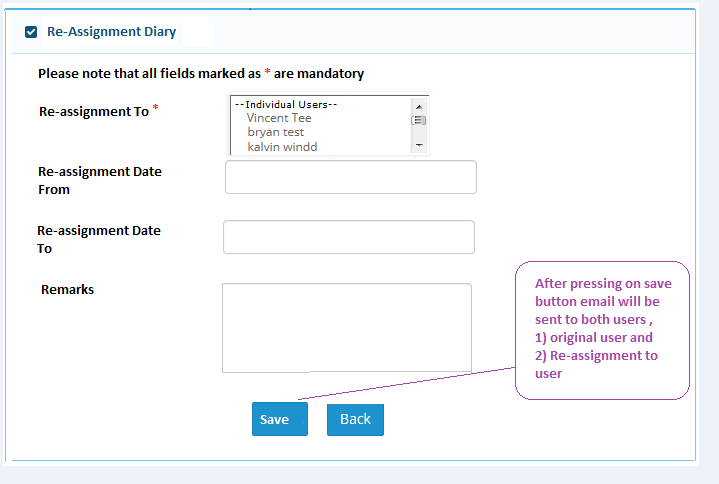 Re-Assignment Diary
Please note that all fields marked as * are mandatory
Re-assignment To *
--Individual Users--
Vincent Tee
bryan test
kalvin windd
Re-assignment Date
From
Re-assignment Date
To
Remarks
After pressing on save
button email will be
sent to both users ,
1) original user and
2) Re-assignment to
user
Save
Back